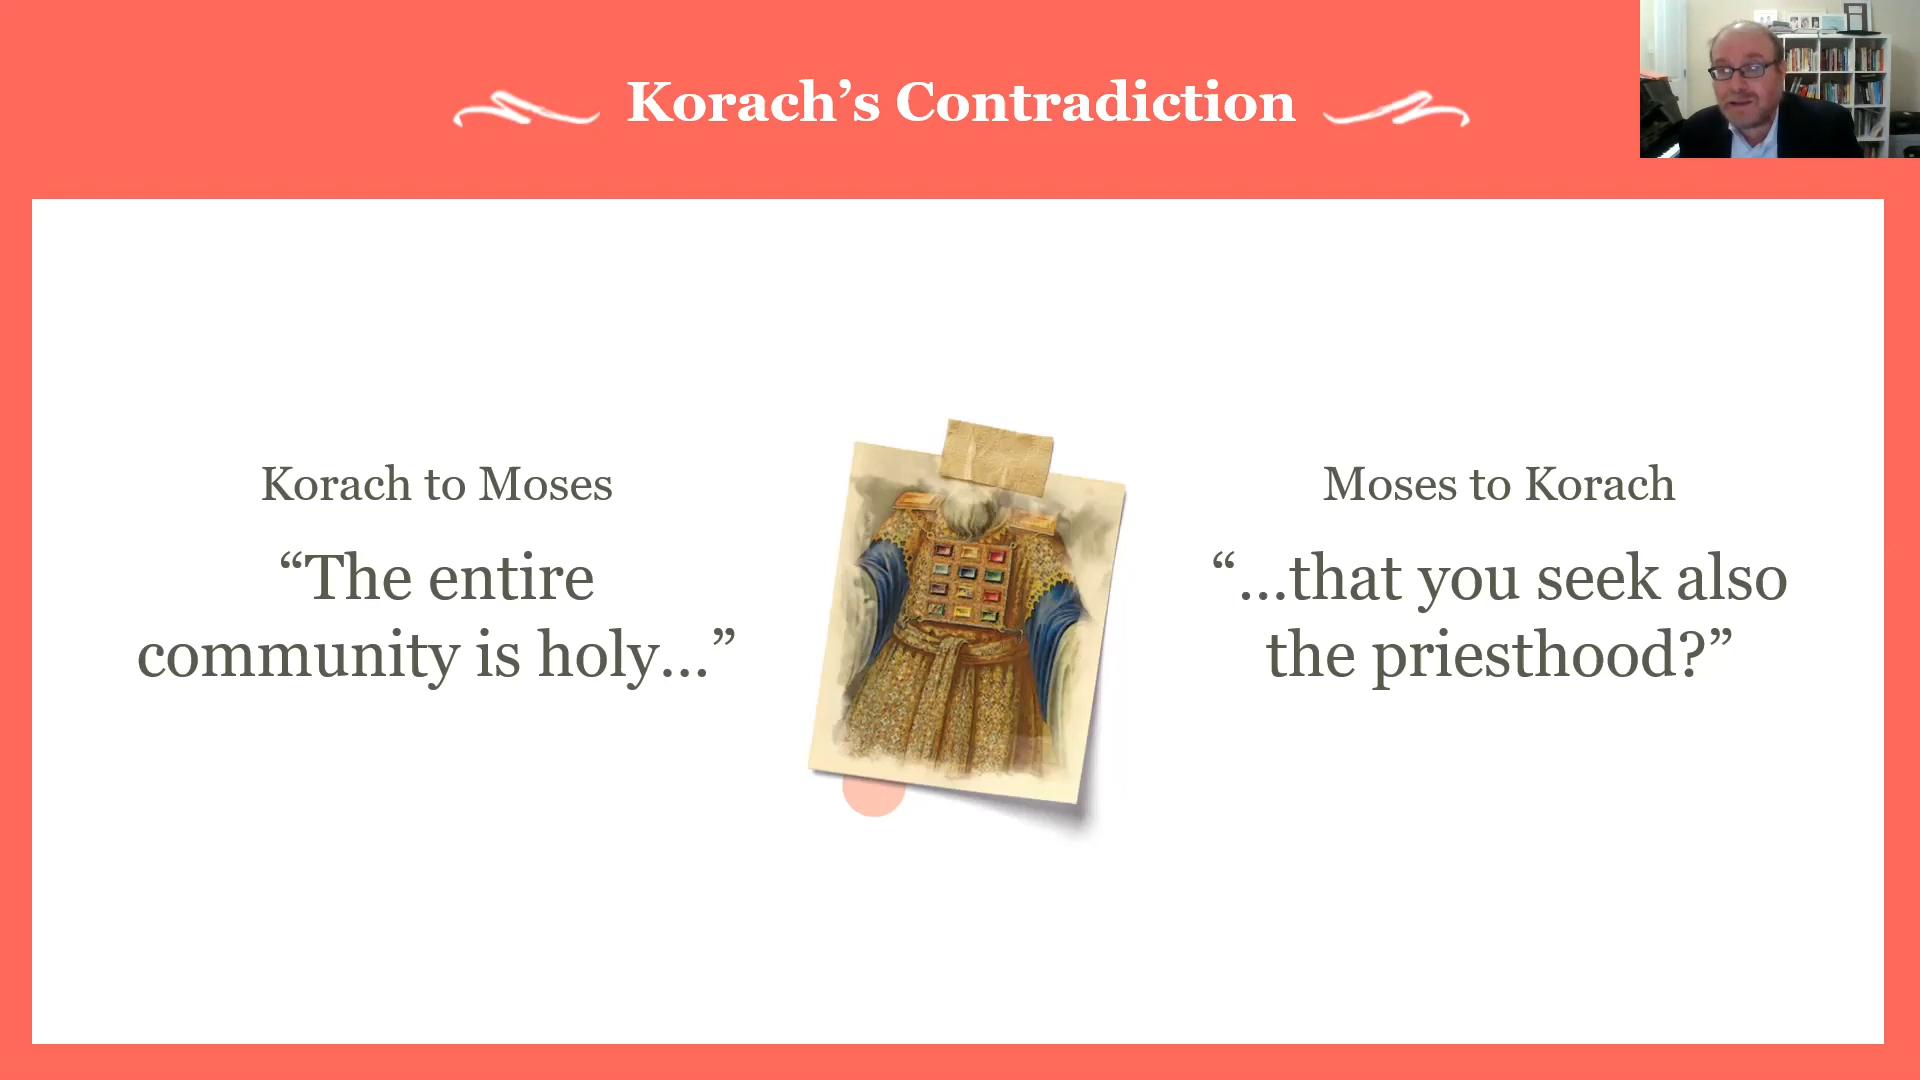 Korach’s Contradiction
Korach to Moses
“The entire
community is holy...”
Moses to Korach
“...that you seek also
the priesthood?”